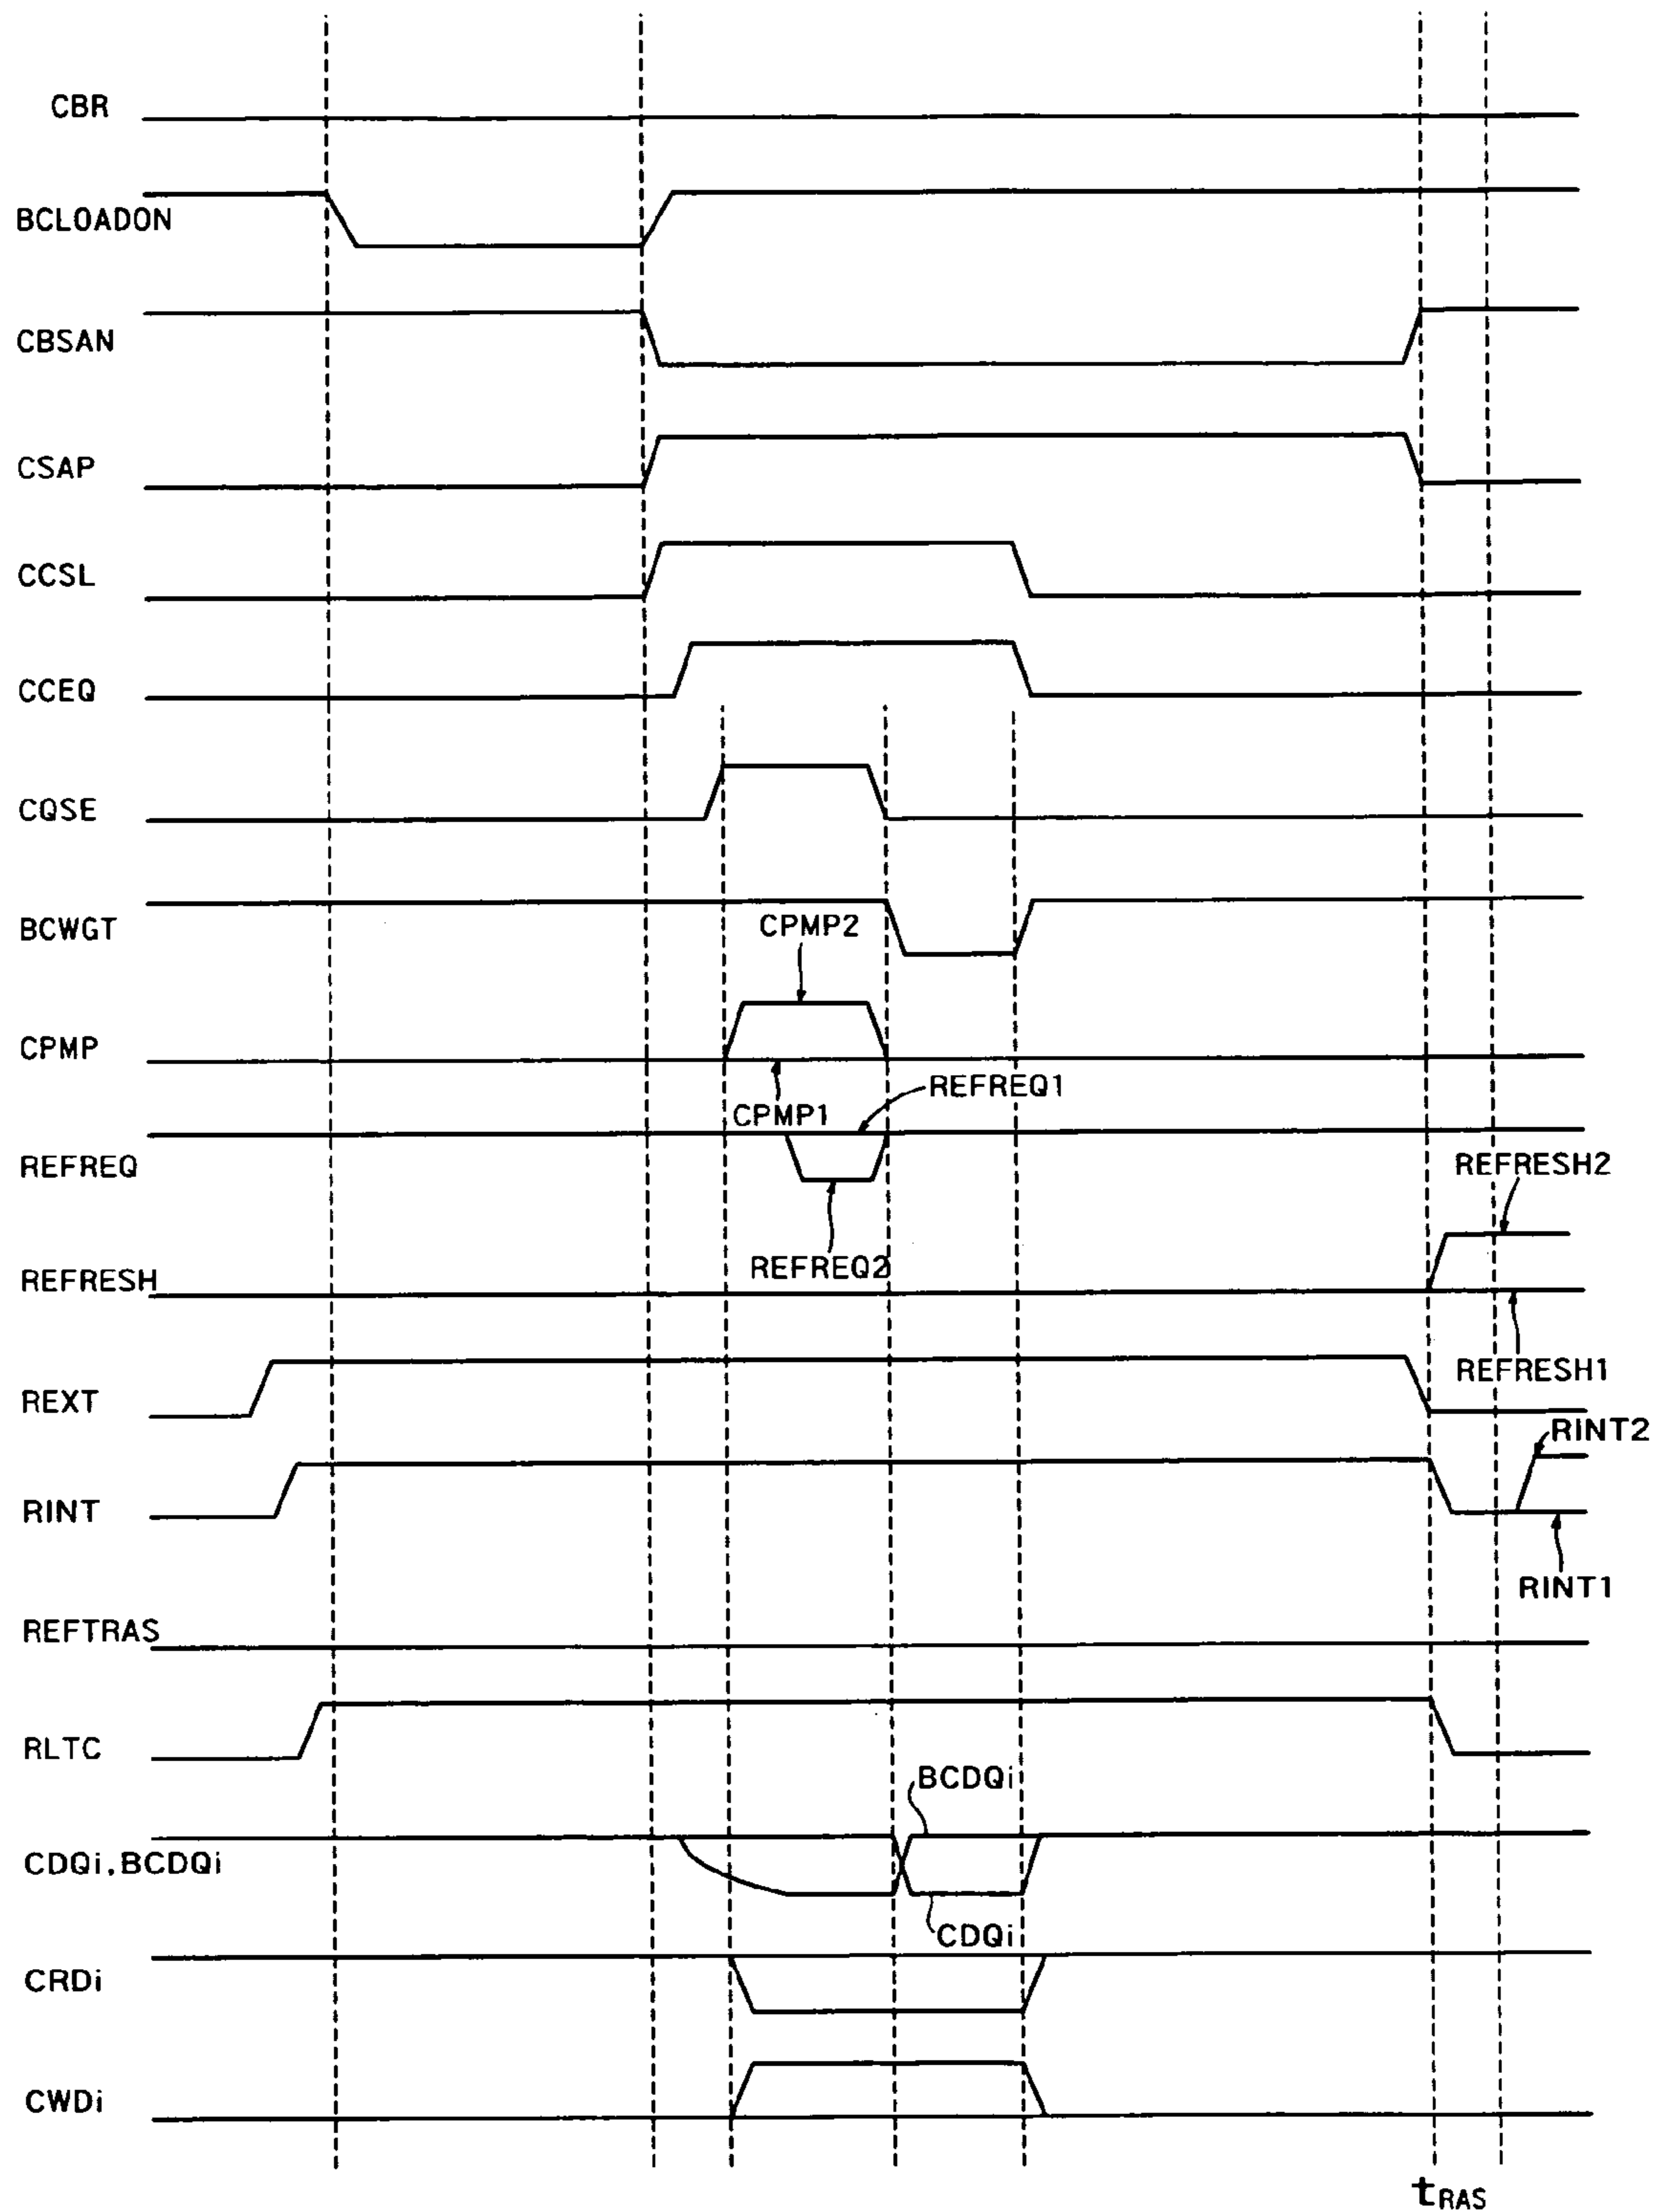 CBR
BCLOADON
CBSAN
CSAP
CCSL
CCEQ
CQSE
BCWGT
CPMP2
CPMP
CPMP1
REFREQ1
REFREQ
REFREQ2
REFRESH2
REFRESH
REFRESH1
REXT
RINT2
RINT
RINT1
REFTRAS
RLTC
BCDQi
CDQi.BCDQi
CDQi
CRDi
CWDi
tRAS